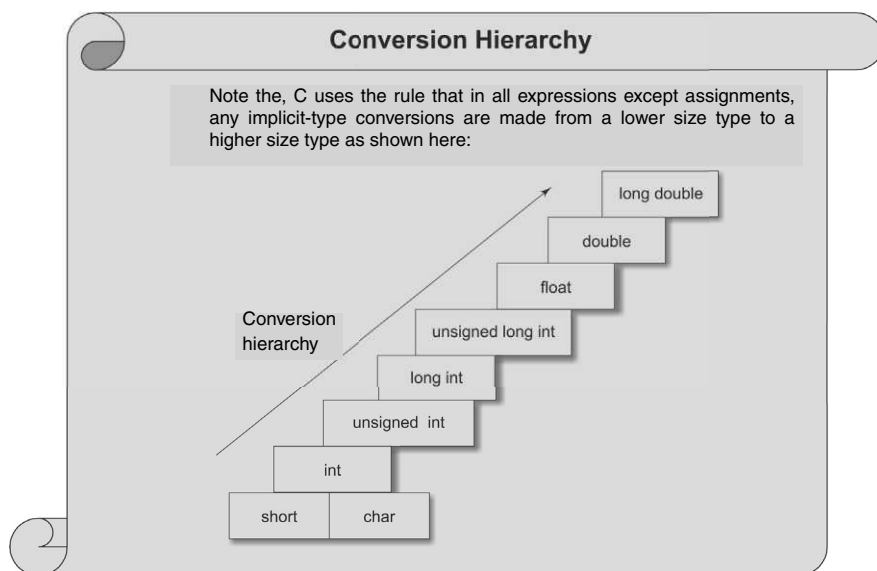 Conversion Hierarchy
Note the, C uses the rule that in all expressions except assignments,
any implicit-type conversions are made from a lower size type to a
higher size type as shown here:
long double
double
float
unsigned long int
Conversion
hierarchy
long int
unsigned int
int
short char